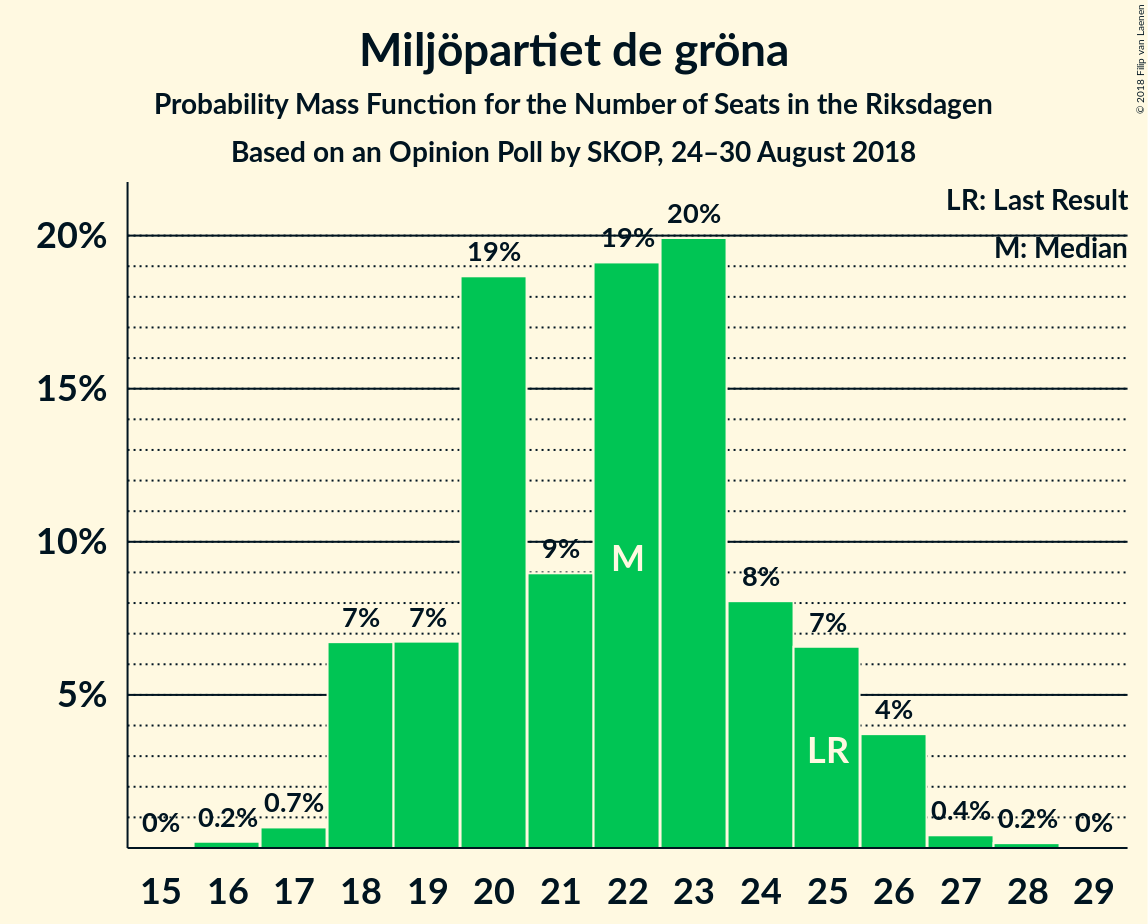 Miljöpartiet de gröna
Probability Mass Function for the Number of Seats in the Riksdagen
Based on an Opinion Poll by SKOP, 24–30 August 2018
© 2018 Filip van Laenen
LR: Last Result
M: Median
20%
15%
10%
5%
0%
0.2%
0.7%
7%
7%
19%
9%
19%
20%
8%
7%
4%
0.4%
0.2%
0%
M
LR
15 16 17 18 19 20 21 22 23 24 25 26 27 28 29